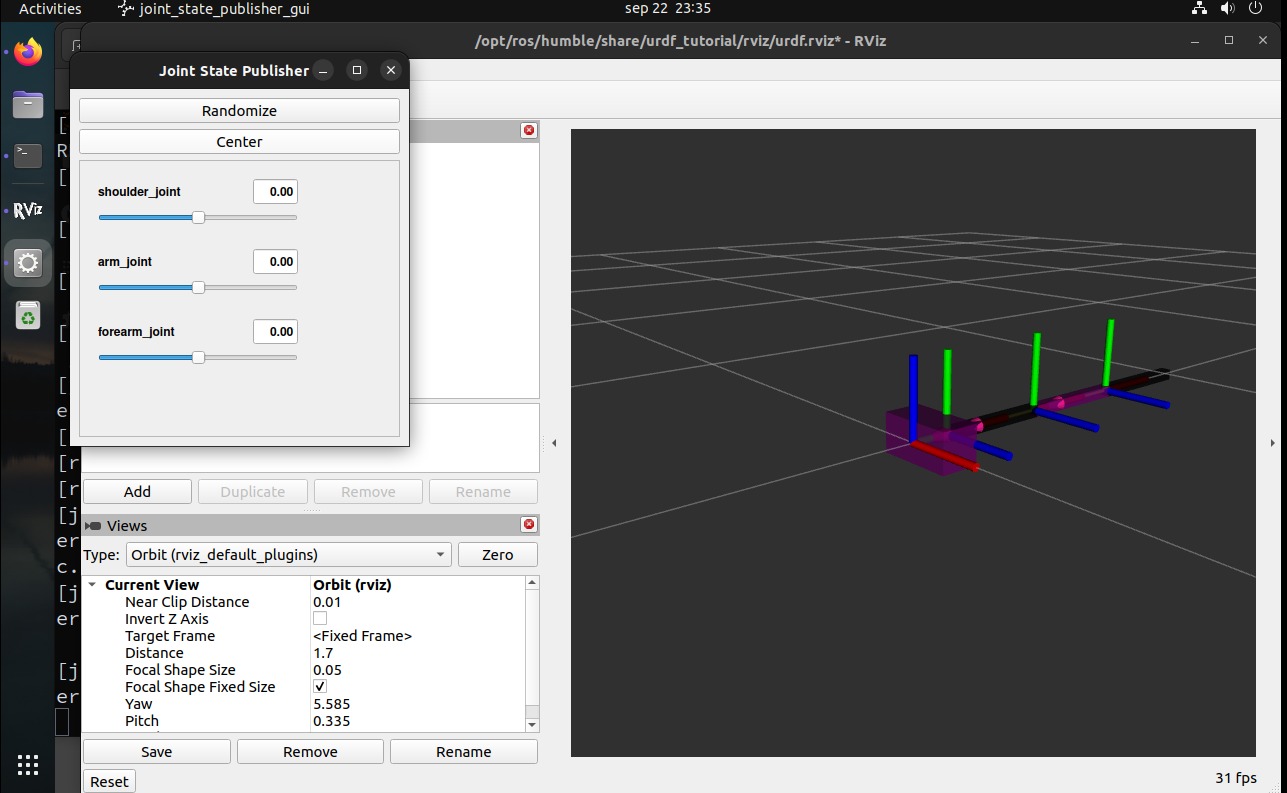 Activities joint_state_publisher_gui sep 22 23:35
/opt/ros/humble/share/urdf_tutorial/rviz/urdf.rviz* - RViz
Joint State Publisher
Randomize
Center
shoulder_joint 0.00
arm_joint 0.00
forearm_joint 0.00
RViz
[
R
[
[
[
[
[
e
[
[r
[r
[j
er
c.
[j
er
[j
er
Add Duplicate Remove Rename
Views
Type: Orbit (rviz_default_plugins) Zero
Current View Orbit (rviz)
Near Clip Distance 0.01
Invert Z Axis
Target Frame <Fixed Frame>
Distance 1.7
Focal Shape Size 0.05
Focal Shape Fixed Size
Yaw 5.585
Pitch 0.335
Save Remove Rename
Reset
31 fps